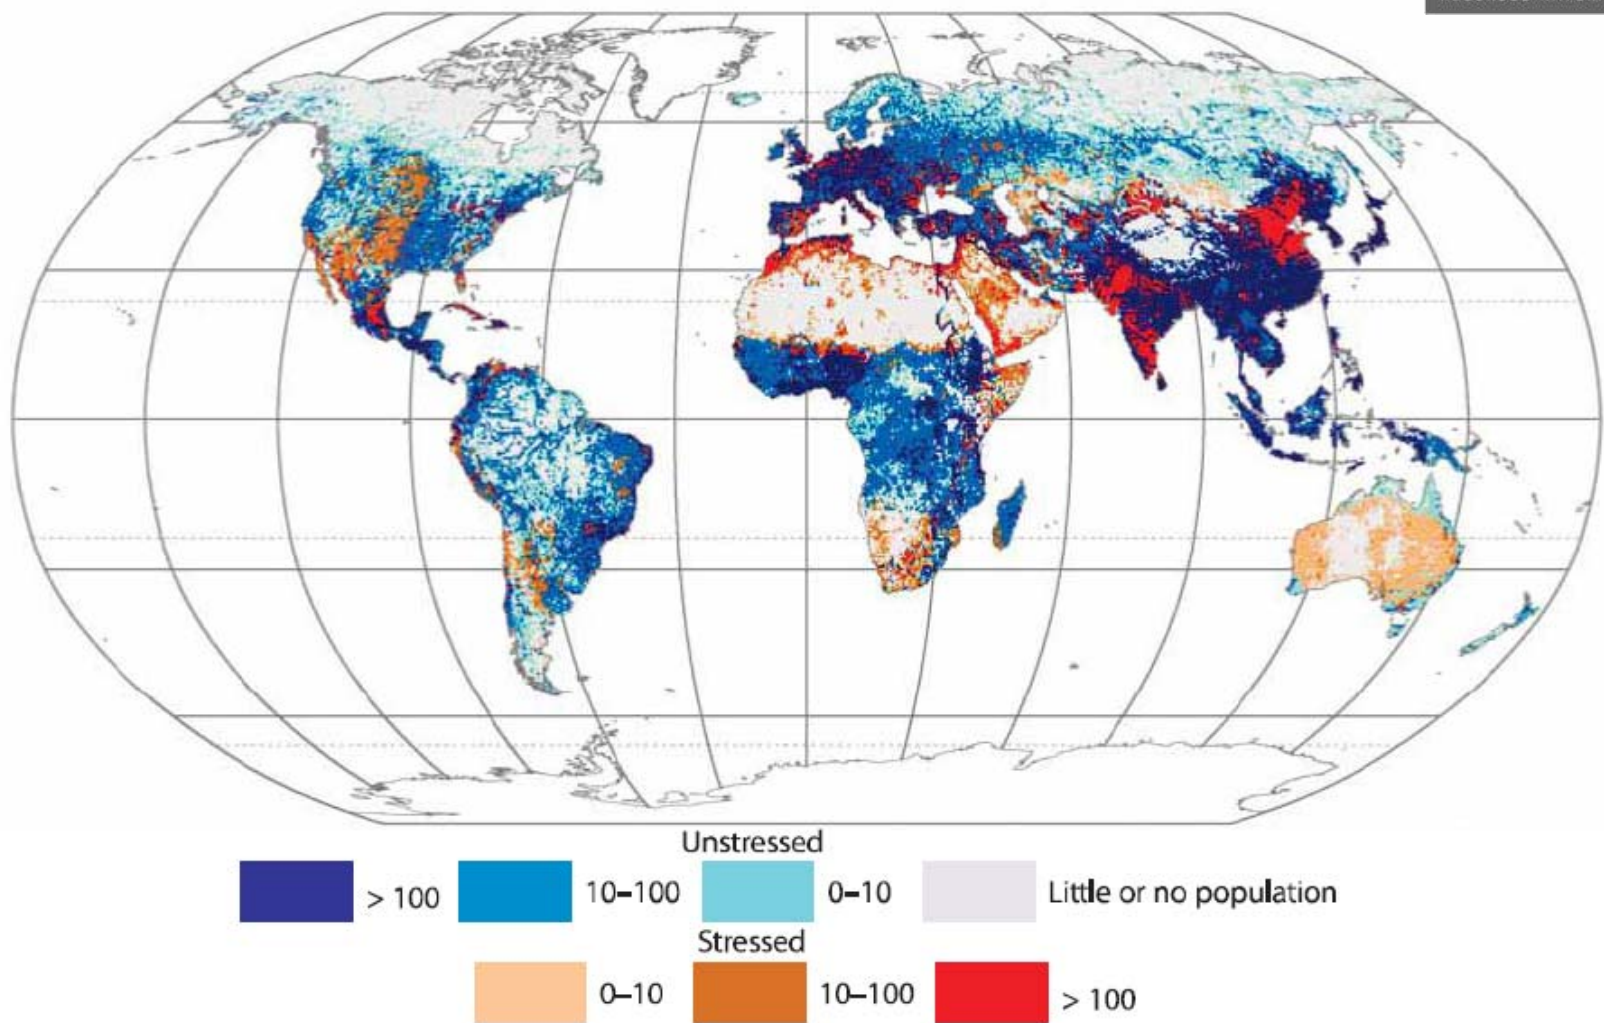 Unstressed
> 100
10–100
0–10
Little or no population
Stressed
0–10
10–100
> 100